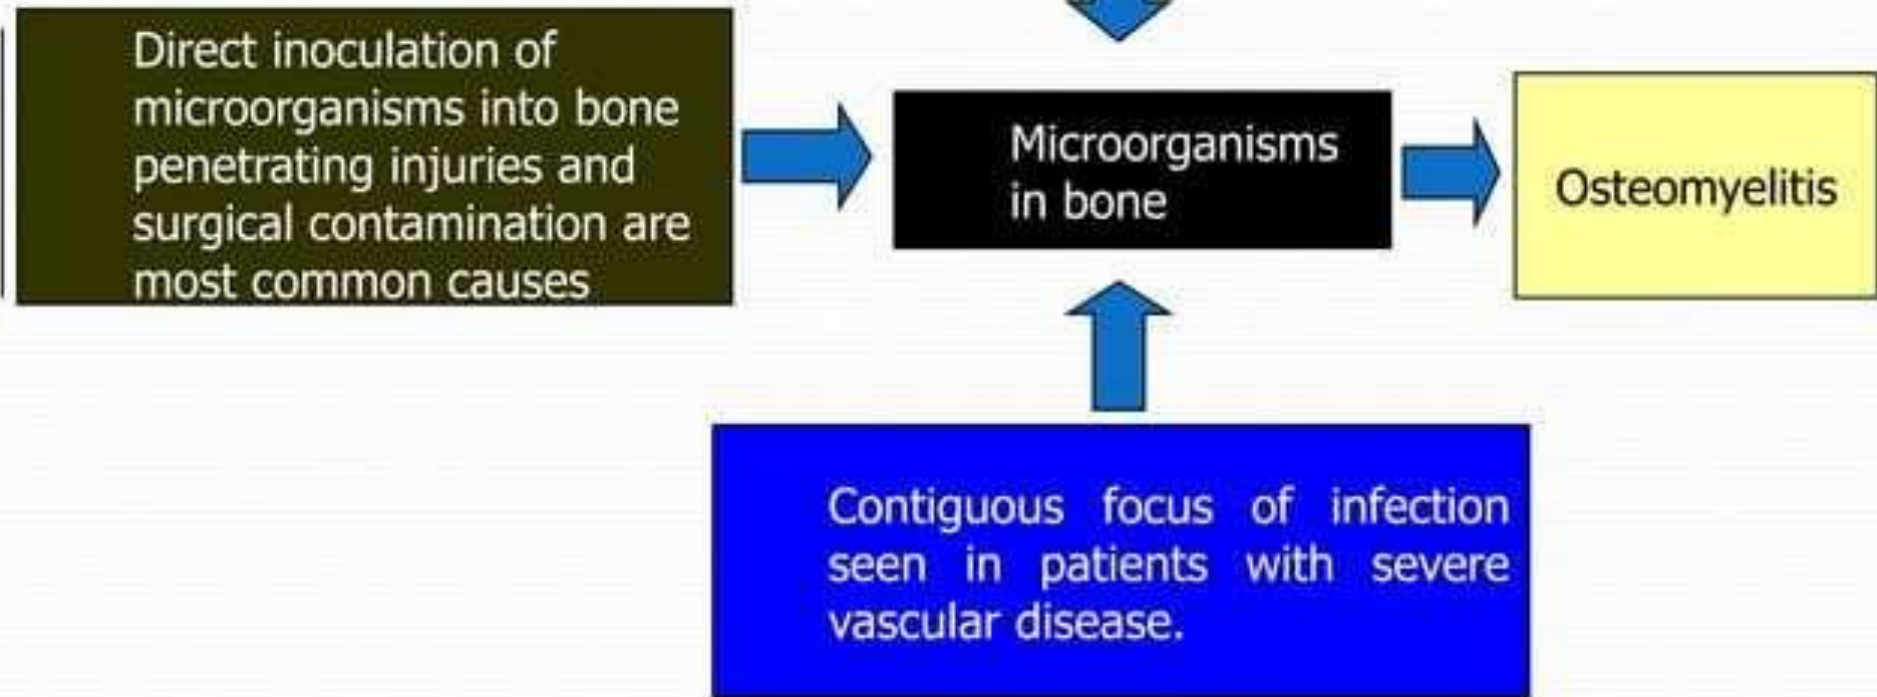 Direct inoculation of
microorganisms into bone
penetrating injuries and
surgical contamination are
most common causes
Microorganisms
in bone
Osteomyelitis
Contiguous focus of infection
seen in patients with severe
vascular disease.